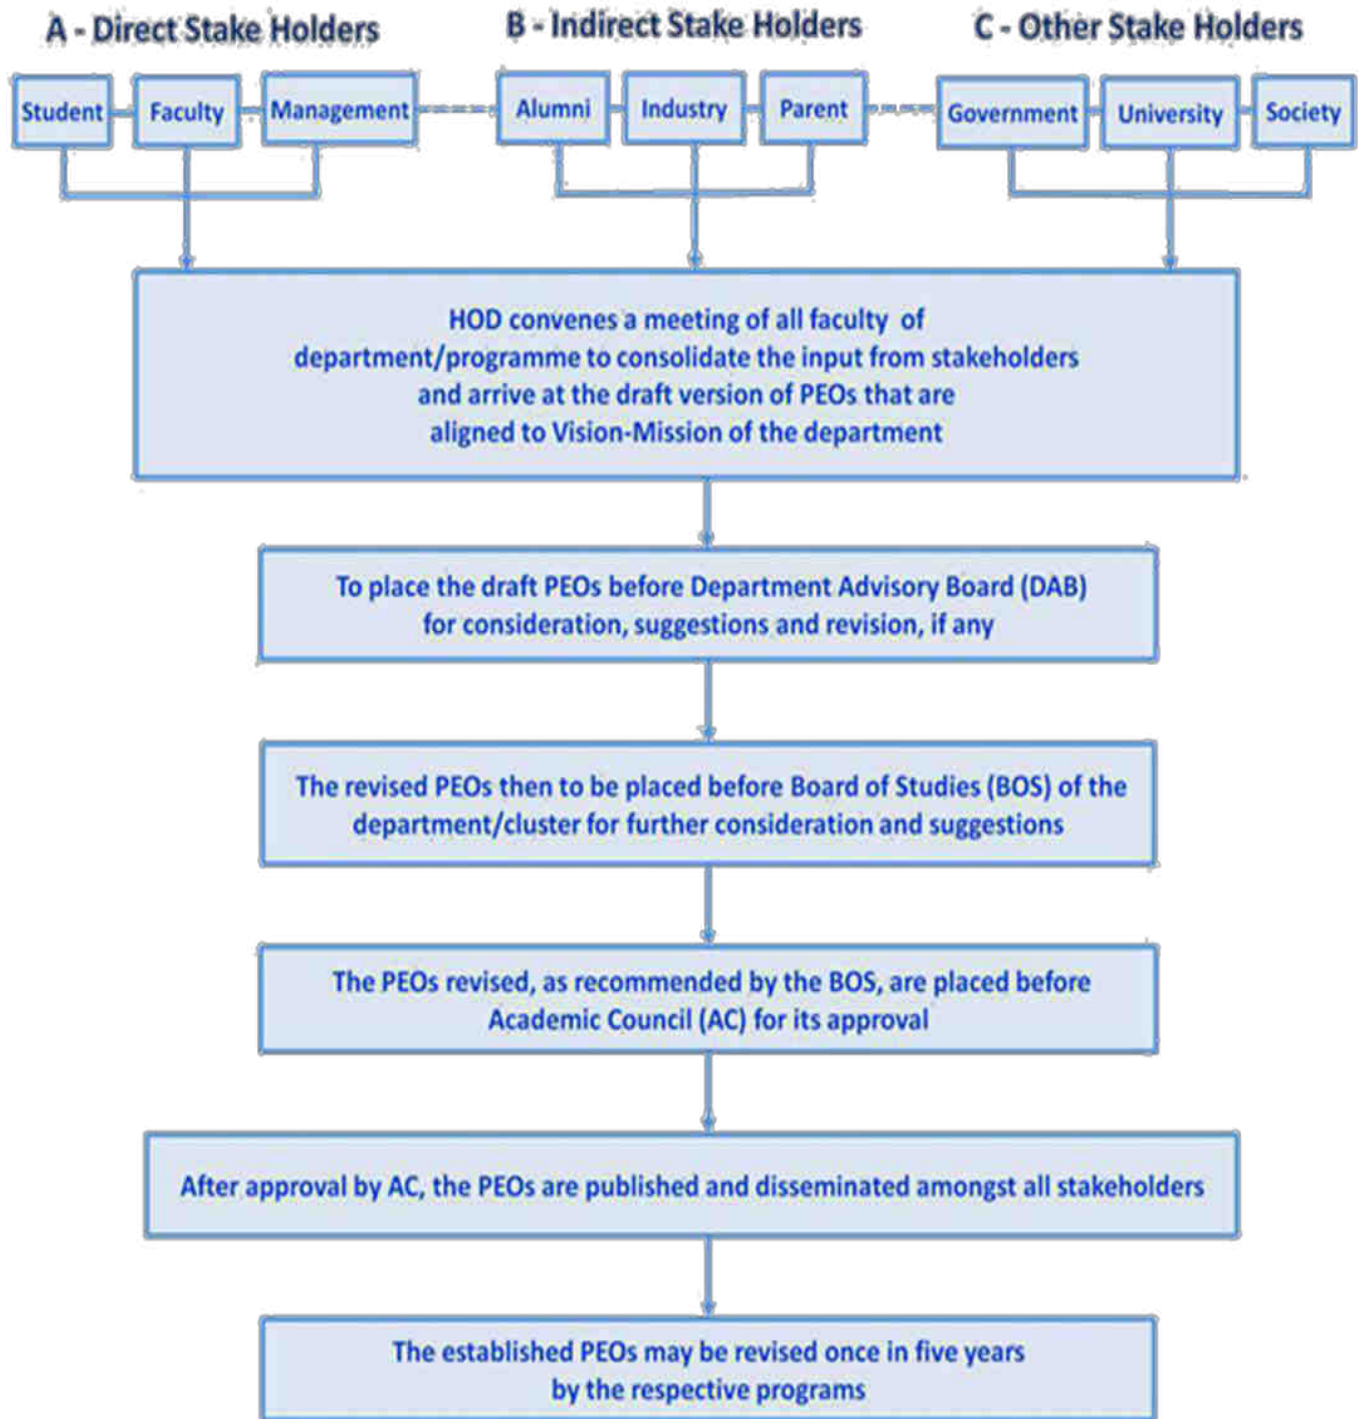 A - Direct Stake Holders
B - Indirect Stake Holders
C - Other Stake Holders
Student
Faculty
Management
Alumni
Industry
Parent
Government
University
Society
HOD convenes a meeting of all faculty of
department/programme to consolidate the input from stakeholders
and arrive at the draft version of PEOs that are
aligned to Vision-Mission of the department
To place the draft PEOs before Department Advisory Board (DAB)
for consideration, suggestions and revision, if any
The revised PEOs then to be placed before Board of Studies (BOS) of the
department/cluster for further consideration and suggestions
The PEOs revised, as recommended by the BOS, are placed before
Academic Council (AC) for its approval
After approval by AC, the PEOs are published and disseminated amongst all stakeholders
The established PEOs may be revised once in five years
by the respective programs